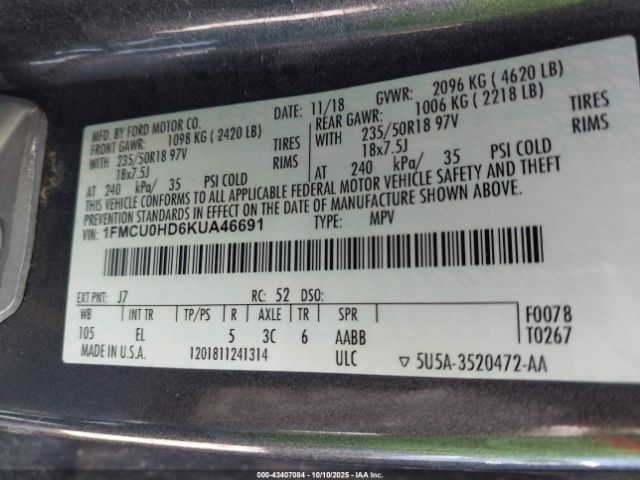 MFD. BY FORD MOTOR CO. DATE: 11/18 GVWR: 2096 KG ( 4620 LB)
FRONT GAWR: 1098 KG ( 2420 LB) REAR GAWR: 1006 KG ( 2218 LB)
WITH 235/50R18 97V TIRES WITH 235/50R18 97V TIRES
18x7.5J RIMS 18x7.5J RIMS
AT 240 kPa/ 35 PSI COLD AT 240 kPa/ 35 PSI COLD
THIS VEHICLE CONFORMS TO ALL APPLICABLE FEDERAL MOTOR VEHICLE SAFETY AND THEFT
PREVENTION STANDARDS IN EFFECT ON THE DATE OF MANUFACTURE SHOWN ABOVE.
VIN: 1FMCU0HD6KUA46691 TYPE: MPV
EXT PNT: J7 RC: 52 DSO:
WB INT TR TP/PS R AXLE TR SPR F0078
105 EL 5 3C 6 AABB T0267
MADE IN U.S.A. 1201811241314 ULC ▽ 5U5A-3520472-AA
000-43407084 - 10/10/2025 - IAAI.com